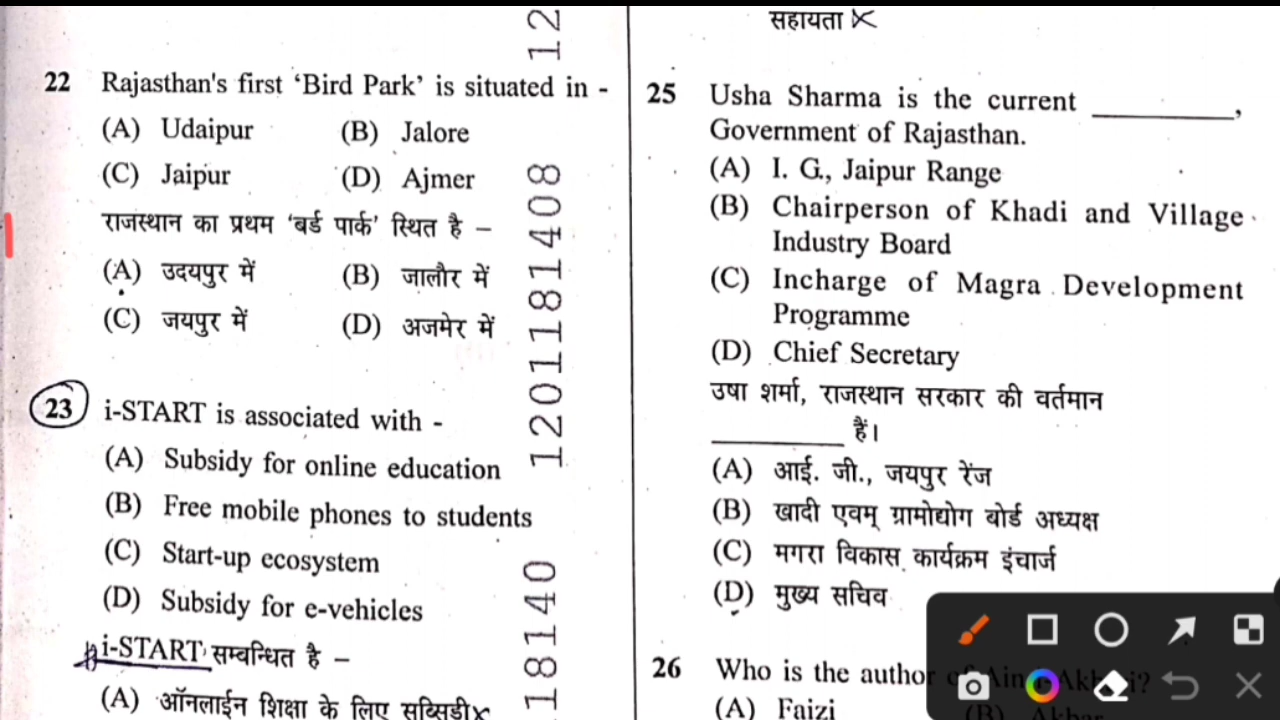 22 Rajasthan's first ‘Bird Park’ is situated in -
(A) Udaipur (B) Jalore
(C) Jaipur (D) Ajmer
राजस्थान का प्रथम ‘बर्ड पार्क’ स्थित है –
(A) उदयपुर में (B) जालौर में
(C) जयपुर में (D) अजमेर में
23 i-START is associated with -
(A) Subsidy for online education
(B) Free mobile phones to students
(C) Start-up ecosystem
(D) Subsidy for e-vehicles
i-START सम्बन्धित है –
(A) ऑनलाईन शिक्षा के लिए सब्सिडी
12
1201181408
18140
सहायता
25 Usha Sharma is the current ________,
Government of Rajasthan.
(A) I. G., Jaipur Range
(B) Chairperson of Khadi and Village
Industry Board
(C) Incharge of Magra Development
Programme
(D) Chief Secretary
उषा शर्मा, राजस्थान सरकार की वर्तमान
________ हैं।
(A) आई. जी., जयपुर रेंज
(B) खादी एवम् ग्रामोद्योग बोर्ड अध्यक्ष
(C) मगरा विकास कार्यक्रम इंचार्ज
(D) मुख्य सचिव
26 Who is the author
(A) Faizi (B) Akbar